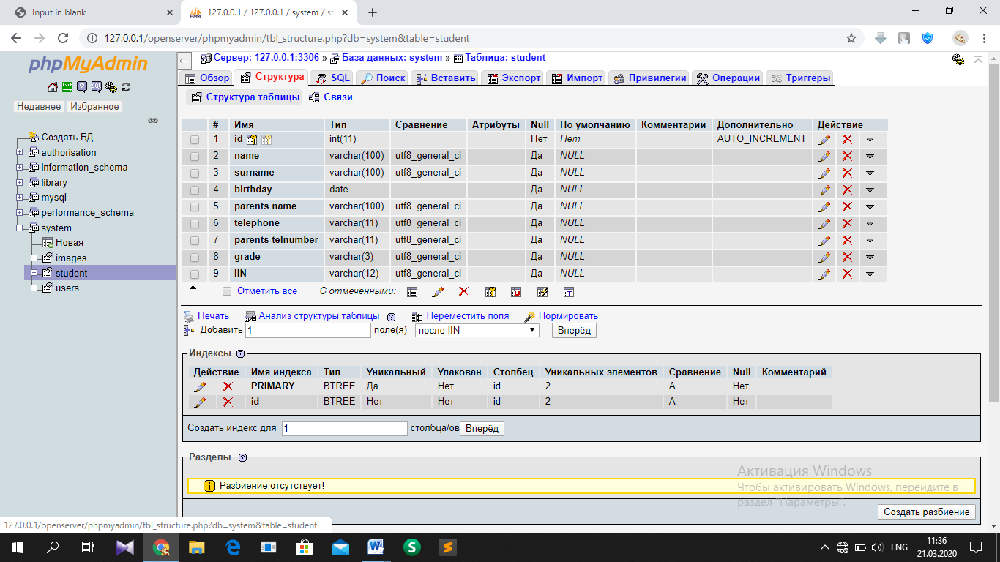 Input in blank
127.0.0.1 / 127.0.0.1 / system / st
127.0.0.1/openserver/phpmyadmin/tbl_structure.php?db=system&table=student
phpMyAdmin
Недавнее Избранное
Создать БД
authorisation
information_schema
library
mysql
performance_schema
system
Новая
images
student
users
Сервер: 127.0.0.1:3306 » База данных: system » Таблица: student
Обзор Структура SQL Поиск Вставить Экспорт Импорт Привилегии Операции Триггеры
Структура таблицы Связи
# Имя Тип Сравнение Атрибуты Null По умолчанию Комментарии Дополнительно Действие
1 id int(11) Нет Нет AUTO_INCREMENT
2 name varchar(100) utf8_general_ci Да NULL
3 surname varchar(100) utf8_general_ci Да NULL
4 birthday date Да NULL
5 parents name varchar(100) utf8_general_ci Да NULL
6 telephone varchar(11) utf8_general_ci Да NULL
7 parents telnumber varchar(11) utf8_general_ci Да NULL
8 grade varchar(3) utf8_general_ci Да NULL
9 IIN varchar(12) utf8_general_ci Да NULL
Отметить все С отмеченными:
Печать Анализ структуры таблицы Переместить поля Нормировать
Добавить 1 поле(я) после IIN Вперёд
Индексы
Действие Имя индекса Тип Уникальный Упакован Столбец Уникальных элементов Сравнение Null Комментарий
PRIMARY BTREE Да Нет id 2 A Нет
id BTREE Нет Нет id 2 A Нет
Создать индекс для 1 столбца/ов Вперёд
Разделы
Разбиение отсутствует!
Создать разбиение
Активация Windows
Чтобы активировать Windows, перейдите в
раздел "Параметры".
127.0.0.1/openserver/phpmyadmin/tbl_structure.php?db=system&table=student
ENG
11:36
21.03.2020